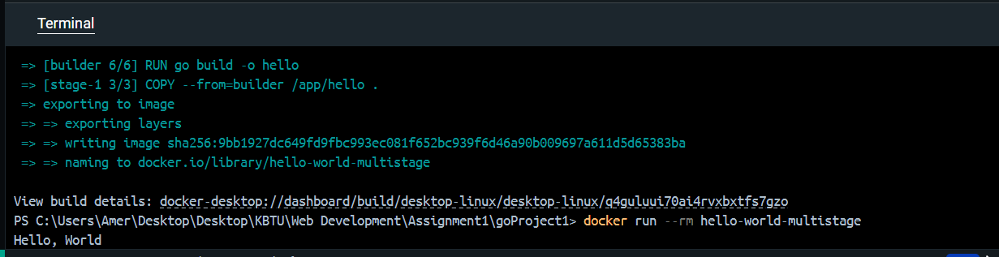 Terminal
=> [builder 6/6] RUN go build -o hello
=> [stage-1 3/3] COPY --from=builder /app/hello .
=> exporting to image
=> => exporting layers
=> => writing image sha256:9bb1927dc649fd9fbc993ec081f652bc939f6d46a90b009697a611d5d65383ba
=> => naming to docker.io/library/hello-world-multistage
View build details: docker-desktop://dashboard/build/desktop-linux/desktop-linux/q4guluui70ai4rvxbxtfs7gzo
PS C:\Users\Amer\Desktop\Desktop\KBTU\Web Development\Assignment1\goProject1> docker run --rm hello-world-multistage
Hello, World